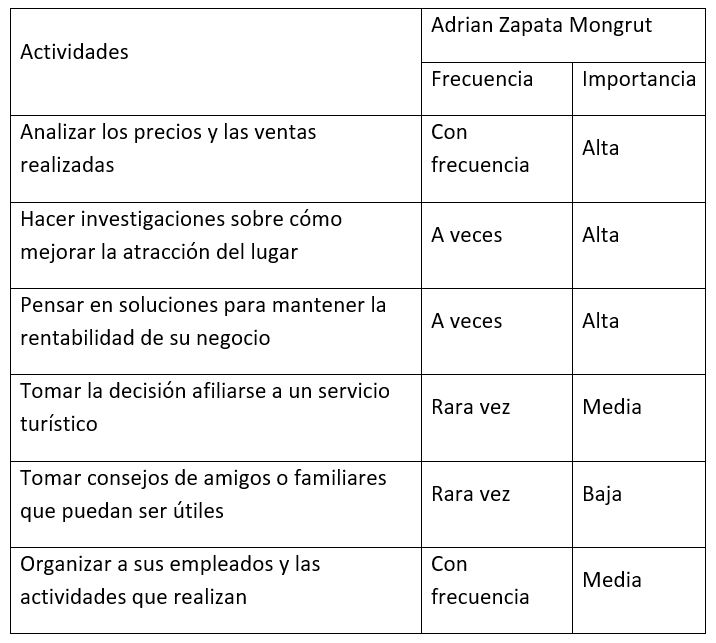 Actividades
Adrian Zapata Mongrut
Frecuencia
Importancia
Analizar los precios y las ventas
realizadas
Con
frecuencia
Alta
Hacer investigaciones sobre cómo
mejorar la atracción del lugar
A veces
Alta
Pensar en soluciones para mantener la
rentabilidad de su negocio
A veces
Alta
Tomar la decisión afiliarse a un servicio
turístico
Rara vez
Media
Tomar consejos de amigos o familiares
que puedan ser útiles
Rara vez
Baja
Organizar a sus empleados y las
actividades que realizan
Con
frecuencia
Media